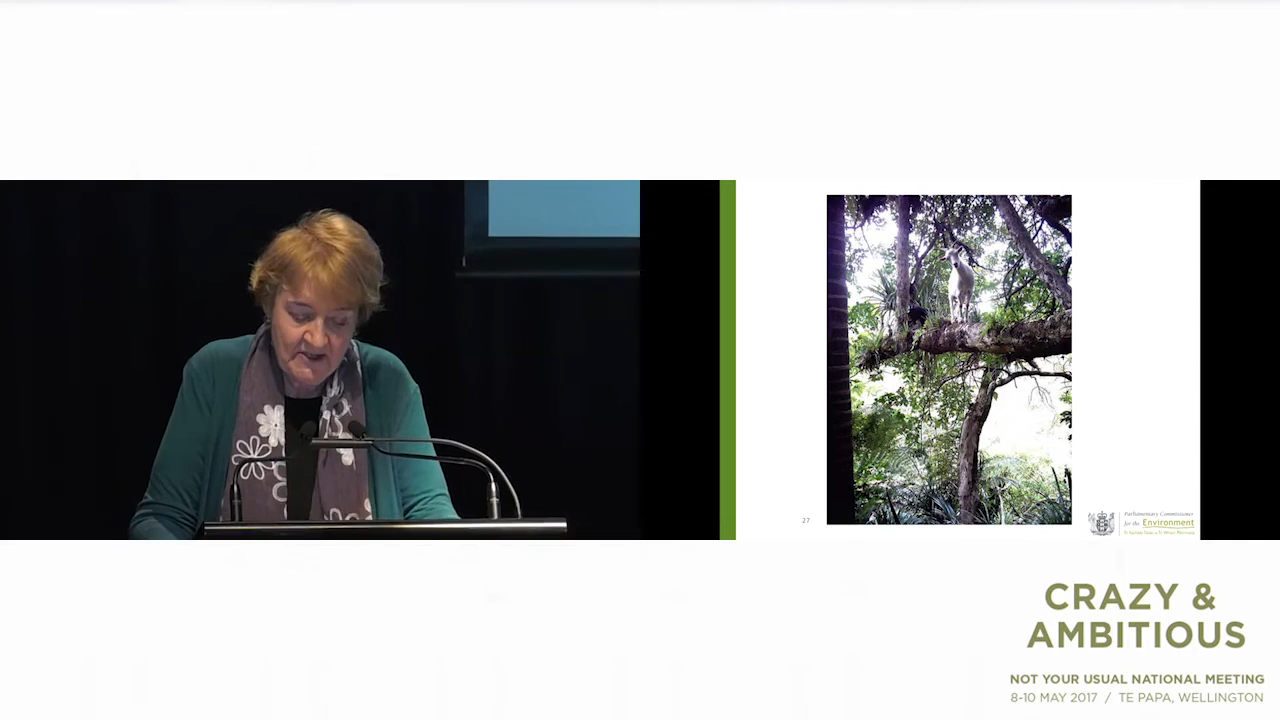 27
Parliamentary Commissioner
for the Environment
CRAZY &
AMBITIOUS
NOT YOUR USUAL NATIONAL MEETING
8-10 MAY 2017 / TE PAPA, WELLINGTON